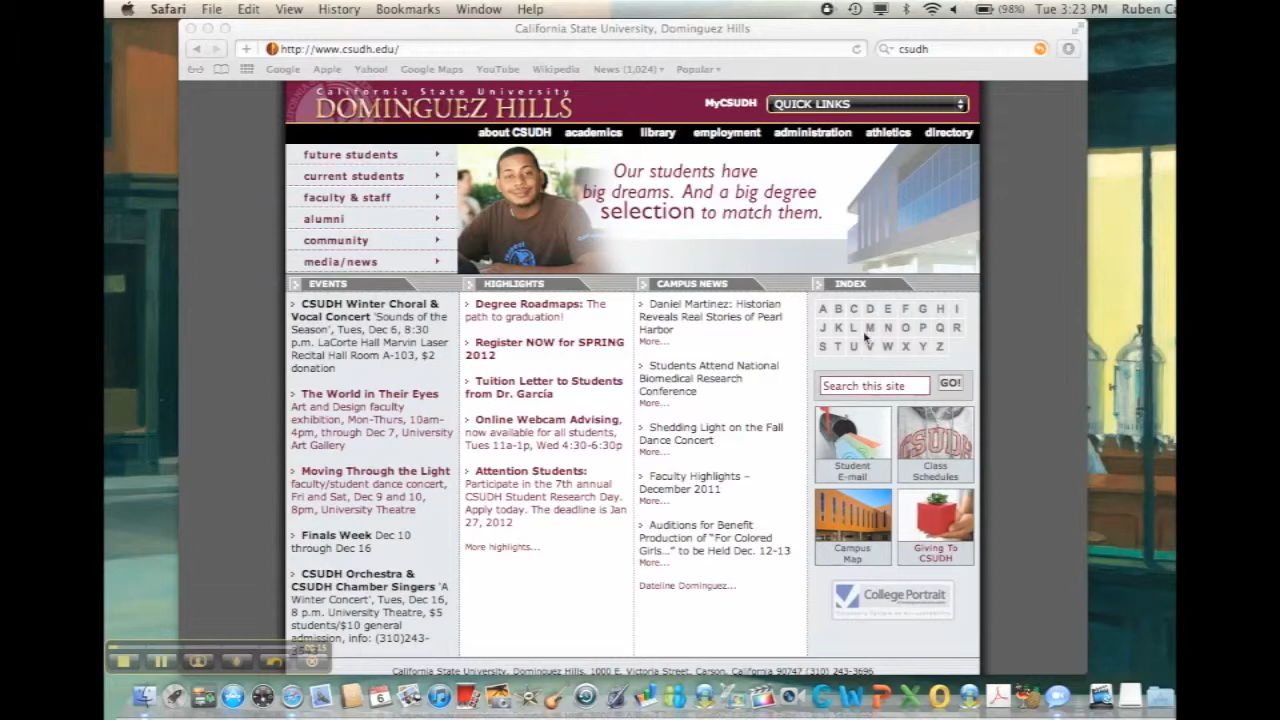 Safari File Edit View History Bookmarks Window Help (98%) Tue 3:23 PM Ruben
California State University, Dominguez Hills
http://www.csudh.edu/ csudh
Google Apple Yahoo! Google Maps YouTube Wikipedia News (1,024) Popular
California State University
DOMINGUEZ HILLS
MyCSUDH QUICK LINKS
about CSUDH academics library employment administration athletics directory
future students
current students
faculty & staff
alumni
community
media/news
Our students have
big dreams. And a big degree
selection to match them.
EVENTS
CSUDH Winter Choral &
Vocal Concert 'Sounds of the
Season', Tues, Dec 6, 8:30
p.m. LaCorte Hall Marvin Laser
Recital Hall Room A-103, $2
donation
The World in Their Eyes
Art and Design faculty
exhibition, Mon-Thurs, 10am-
4pm, through Dec 7, University
Art Gallery
Moving Through the Light
faculty/student dance concert,
Fri and Sat, Dec 9 and 10,
8pm, University Theatre
Finals Week Dec 10
through Dec 16
CSUDH Orchestra &
CSUDH Chamber Singers 'A
Winter Concert', Tues, Dec 16,
8 p.m. University Theatre, $5
students/$10 general
admission, info: (310)243-
HIGHLIGHTS
Degree Roadmaps: The
path to graduation!
Register NOW for SPRING
2012
Tuition Letter to Students
from Dr. García
Online Webcam Advising,
now available for all students,
Tues 11a-1p, Wed 4:30-6:30p
Attention Students:
Participate in the 7th annual
CSUDH Student Research Day.
Apply today. The deadline is Jan
27, 2012
More highlights...
CAMPUS NEWS
Daniel Martinez: Historian
Reveals Real Stories of Pearl
Harbor
More...
Students Attend National
Biomedical Research
Conference
More...
Shedding Light on the Fall
Dance Concert
More...
Faculty Highlights –
December 2011
More...
Auditions for Benefit
Production of "For Colored
Girls..." to be Held Dec. 12-13
More...
Dateline Dominguez...
INDEX
A B C D E F G H I
J K L M N O P Q R
S T U V W X Y Z
Search this site GO!
Student
E-mail
CSUDH
Class
Schedules
Campus
Map
Giving To
CSUDH
College Portrait
California State University, Dominguez Hills, 1000 E. Victoria Street, Carson, California 90747 (310) 243-3696
6